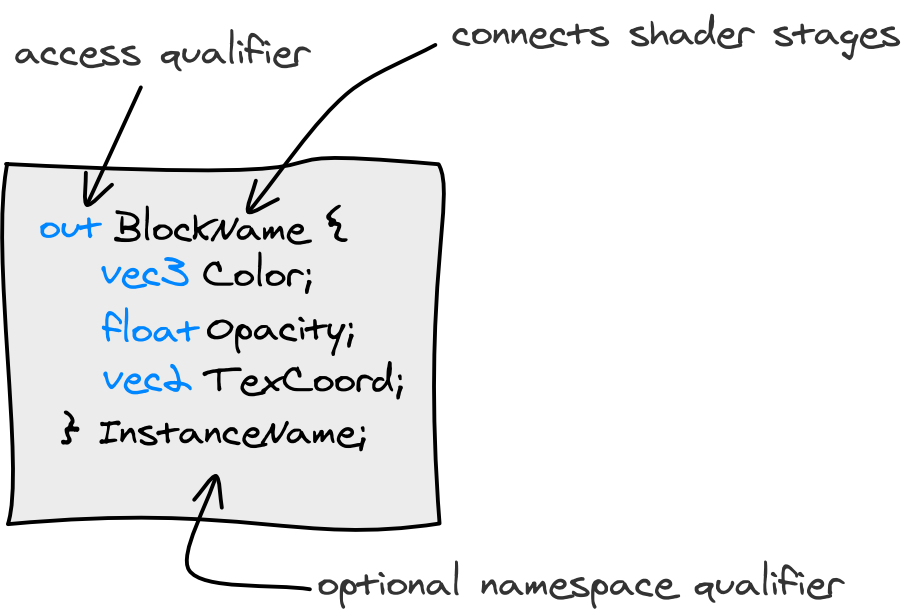 connects shader stages
access qualifier
out BlockName {
vec3 Color;
float Opacity;
vec2 TexCoord;
} InstanceName;
optional namespace qualifier